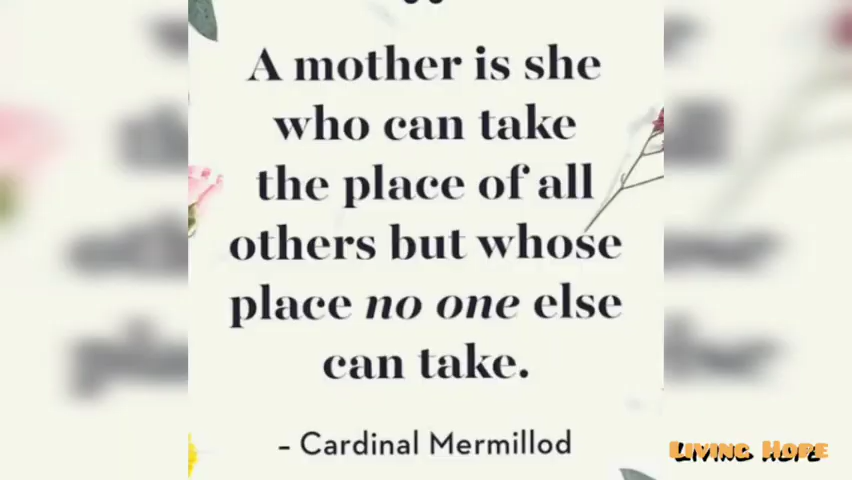 A mother is she
who can take
the place of all
others but whose
place no one else
can take.
– Cardinal Mermillod
Living Hope